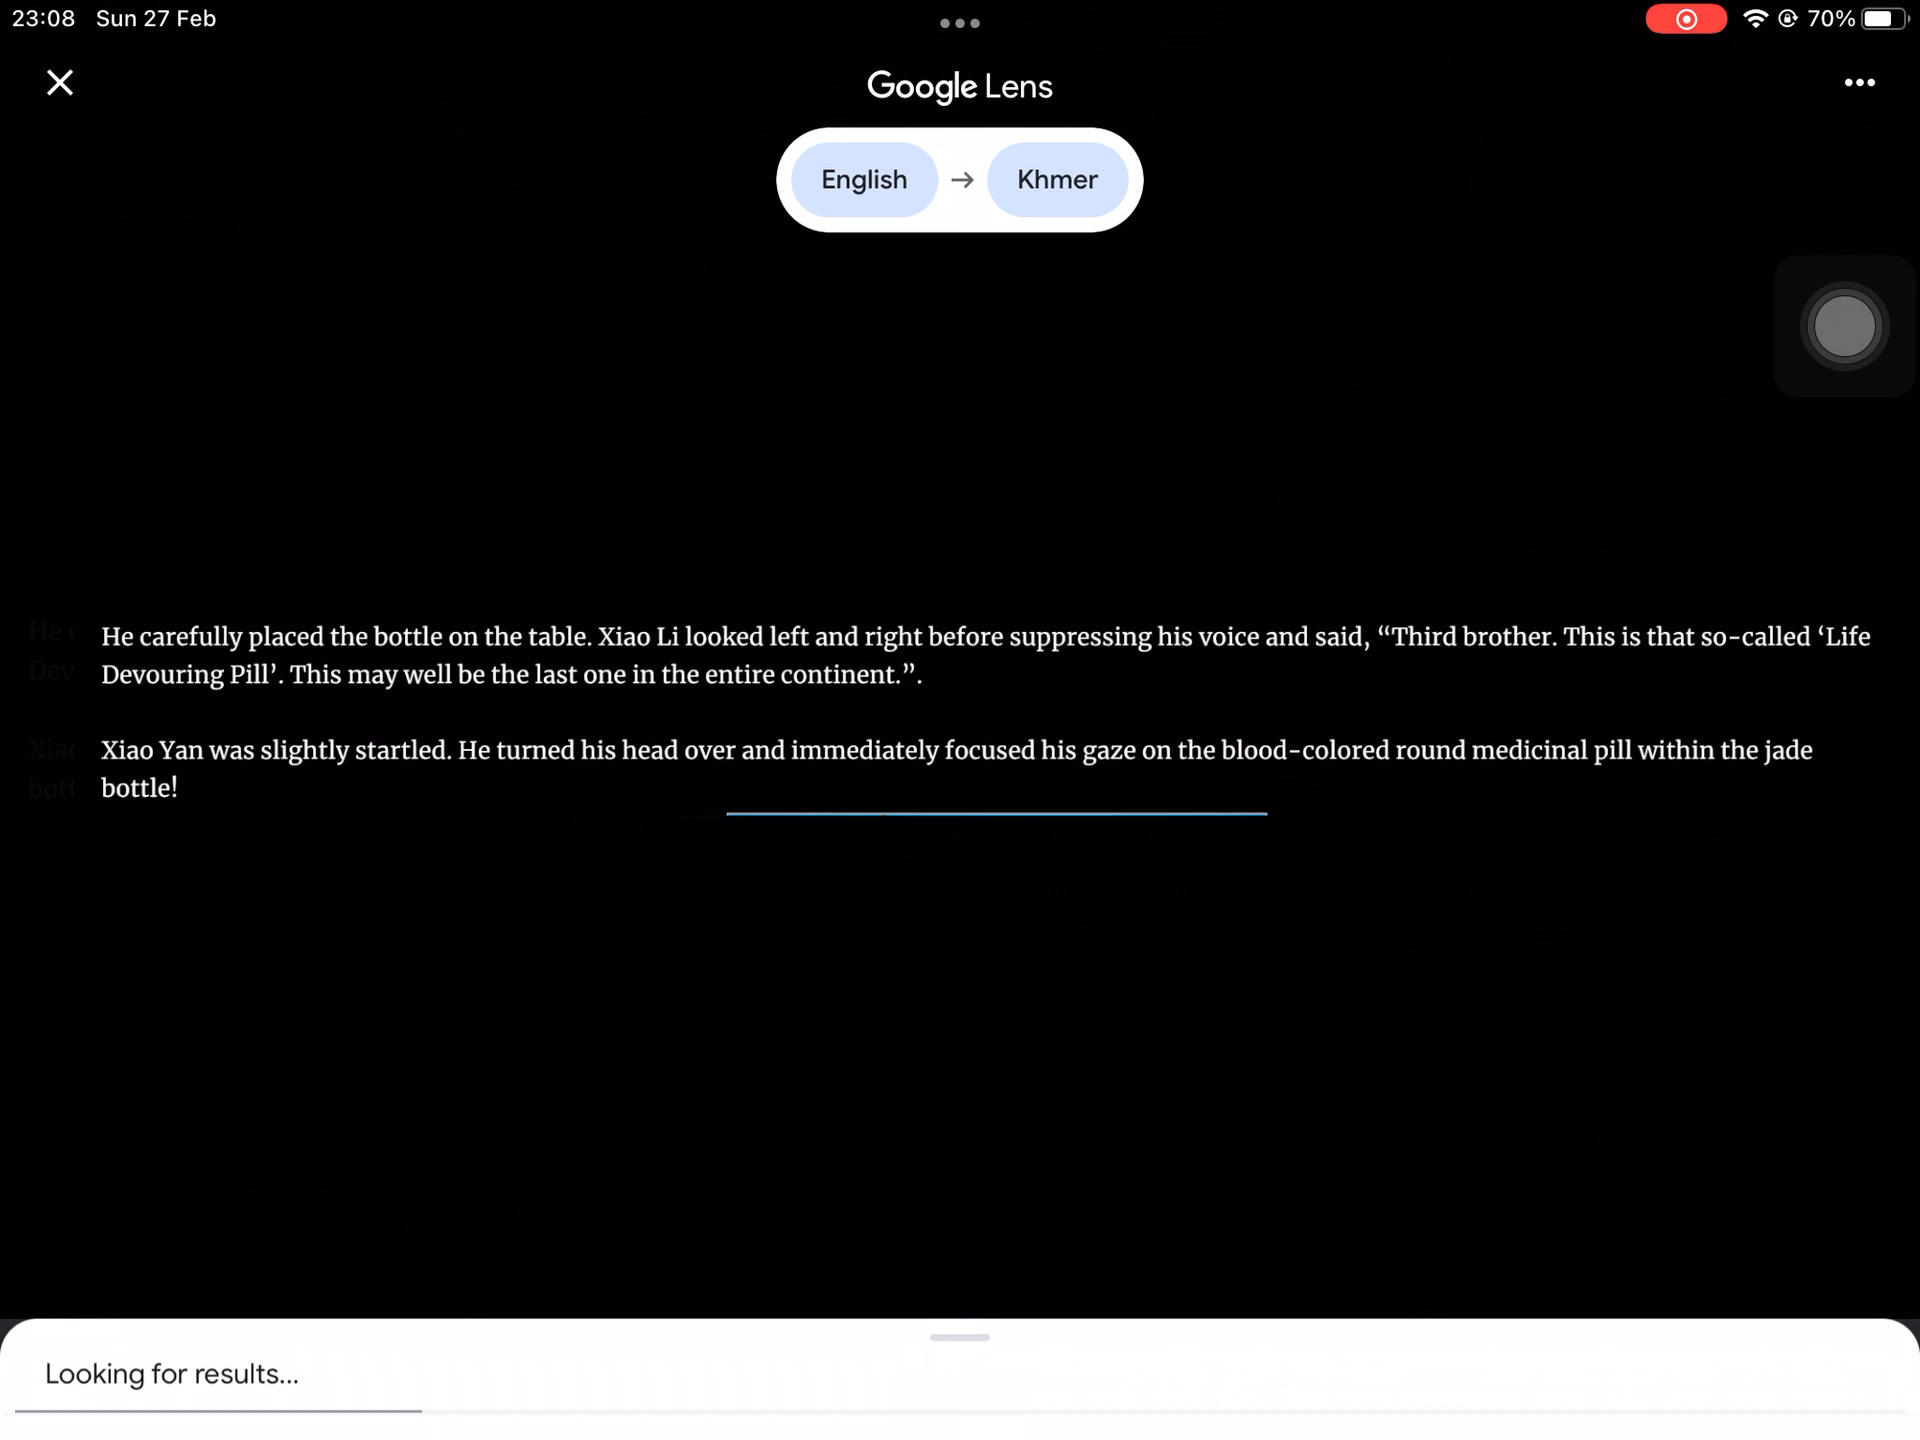 23:08 Sun 27 Feb
70%
Google Lens
English → Khmer
He carefully placed the bottle on the table. Xiao Li looked left and right before suppressing his voice and said, “Third brother. This is that so-called ‘Life
Devouring Pill’. This may well be the last one in the entire continent.”.
Xiao Yan was slightly startled. He turned his head over and immediately focused his gaze on the blood-colored round medicinal pill within the jade
bottle!
Looking for results...